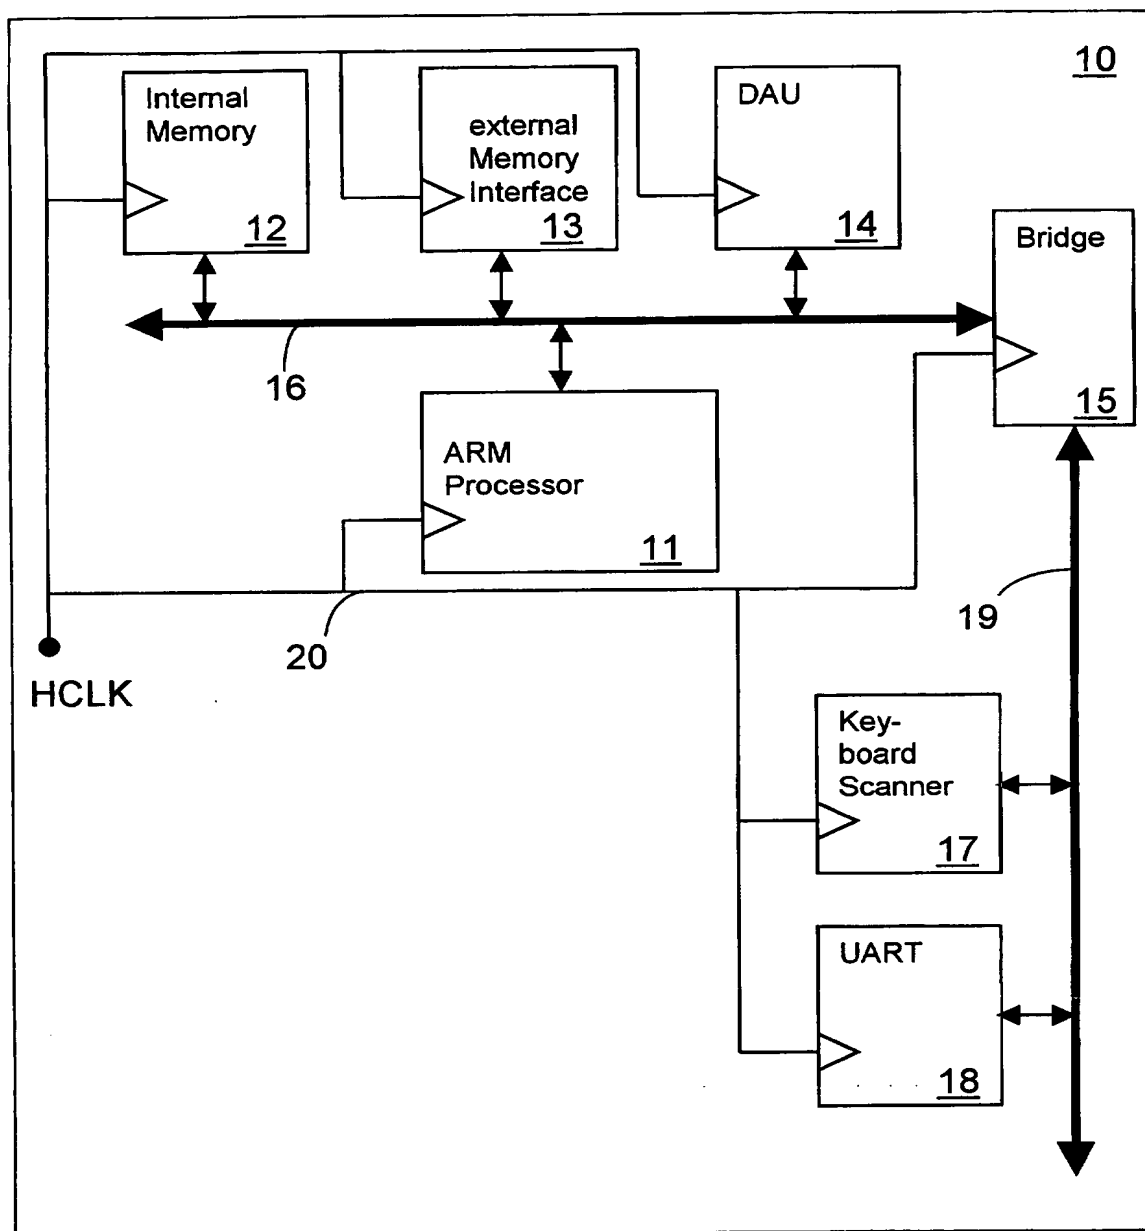 10
Internal
Memory
12
external
Memory
Interface
13
DAU
14
Bridge
15
16
ARM
Processor
11
19
20
HCLK
Key-
board
Scanner
17
UART
18